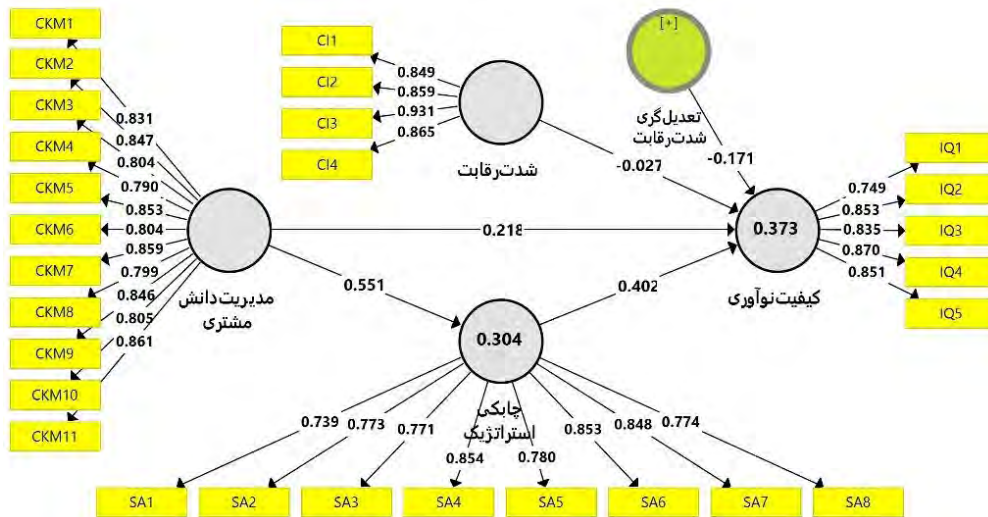 CKM1
CKM2
CKM3
CKM4
CKM5
CKM6
CKM7
CKM8
CKM9
CKM10
CKM11
0.831
0.847
0.804
0.790
0.853
0.804
0.859
0.799
0.846
0.805
0.861
مدیریت‌دانش
مشتری
CI1
CI2
CI3
CI4
0.849
0.859
0.931
0.865
شدت‌رقابت
[+]
تعدیل‌گری
شدت‌رقابت
-0.171
-0.027
0.218
0.551
0.402
0.373
کیفیت‌نوآوری
0.749
0.853
0.835
0.870
0.851
IQ1
IQ2
IQ3
IQ4
IQ5
0.304
چابکی
استراتژیک
0.739
0.773
0.771
0.854
0.780
0.853
0.848
0.774
SA1
SA2
SA3
SA4
SA5
SA6
SA7
SA8